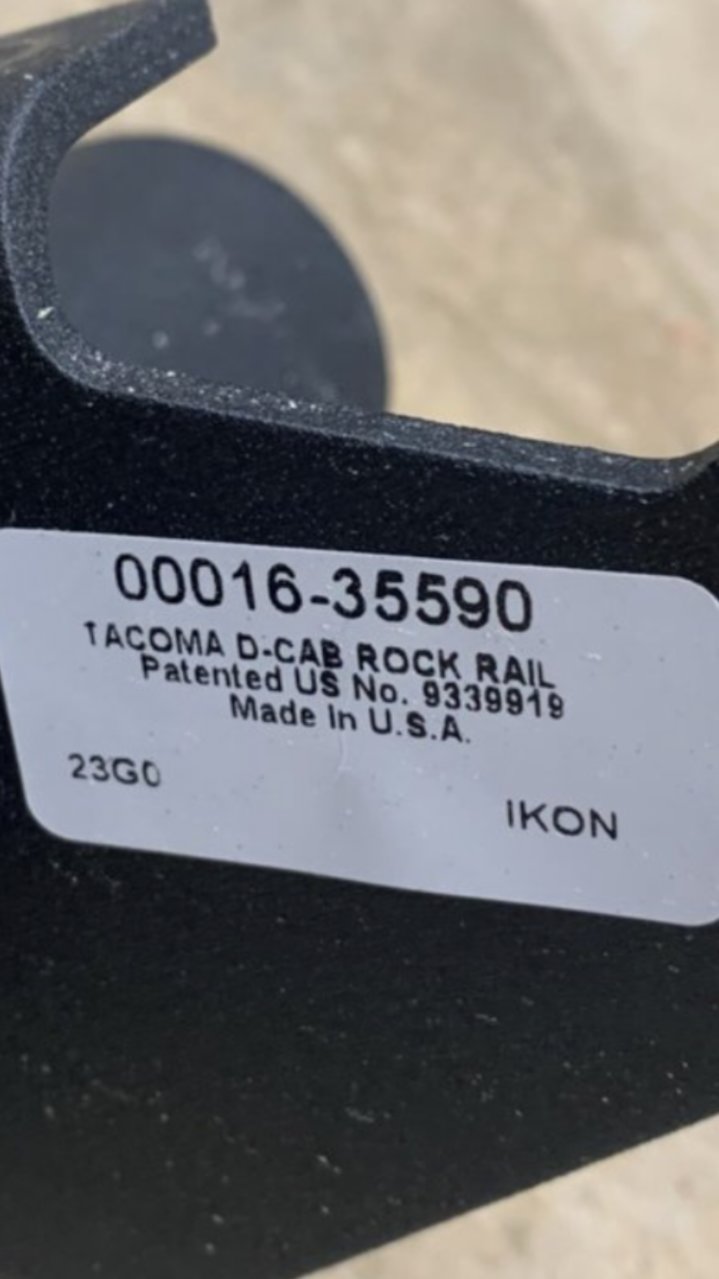 00016-35590
TACOMA D-CAB ROCK RAIL
Patented US No. 9339919
Made In U.S.A.
23G0
IKON